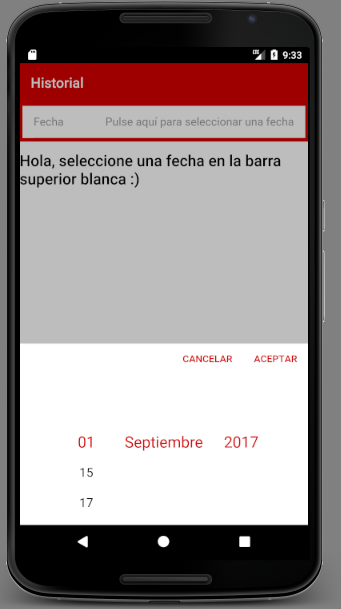 9:33
Historial
Fecha Pulse aquí para seleccionar una fecha
Hola, seleccione una fecha en la barra
superior blanca :)
CANCELAR ACEPTAR
01 Septiembre 2017
15
17